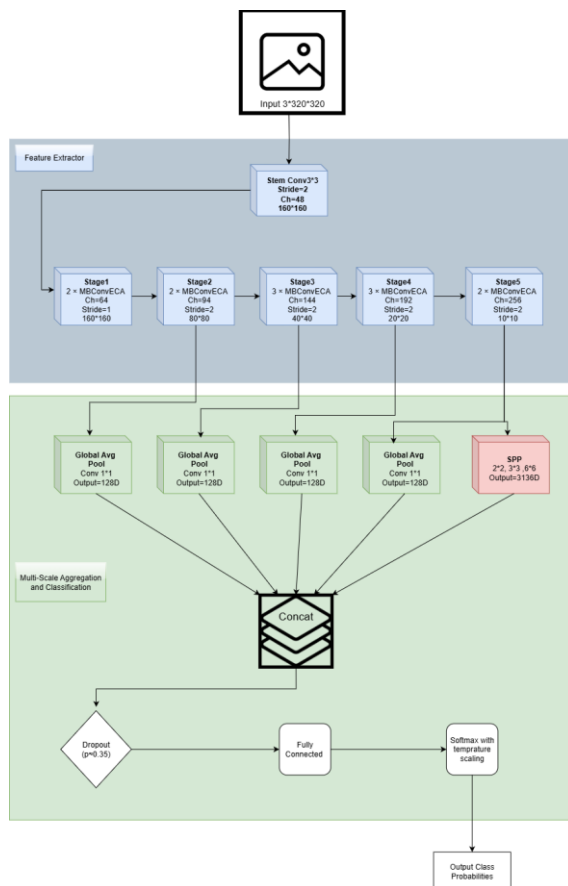 Input 3*320*320
Feature Extractor
Stem Conv3*3
Stride=2
Ch=48
160*160
Stage1
2 × MBConvECA
Ch=64
Stride=1
160*160
Stage2
2 × MBConvECA
Ch=94
Stride=2
80*80
Stage3
3 × MBConvECA
Ch=144
Stride=2
40*40
Stage4
3 × MBConvECA
Ch=192
Stride=2
20*20
Stage5
2 × MBConvECA
Ch=256
Stride=2
10*10
Global Avg
Pool
Conv 1*1
Output=128D
Global Avg
Pool
Conv 1*1
Output=128D
Global Avg
Pool
Conv 1*1
Output=128D
Global Avg
Pool
Conv 1*1
Output=128D
SPP
2*2, 3*3 ,6*6
Output=3136D
Multi-Scale Aggregation
and Classification
Concat
Dropout
(p=0.35)
Fully
Connected
Softmax with
temprature
scaling
Output Class
Probabilities